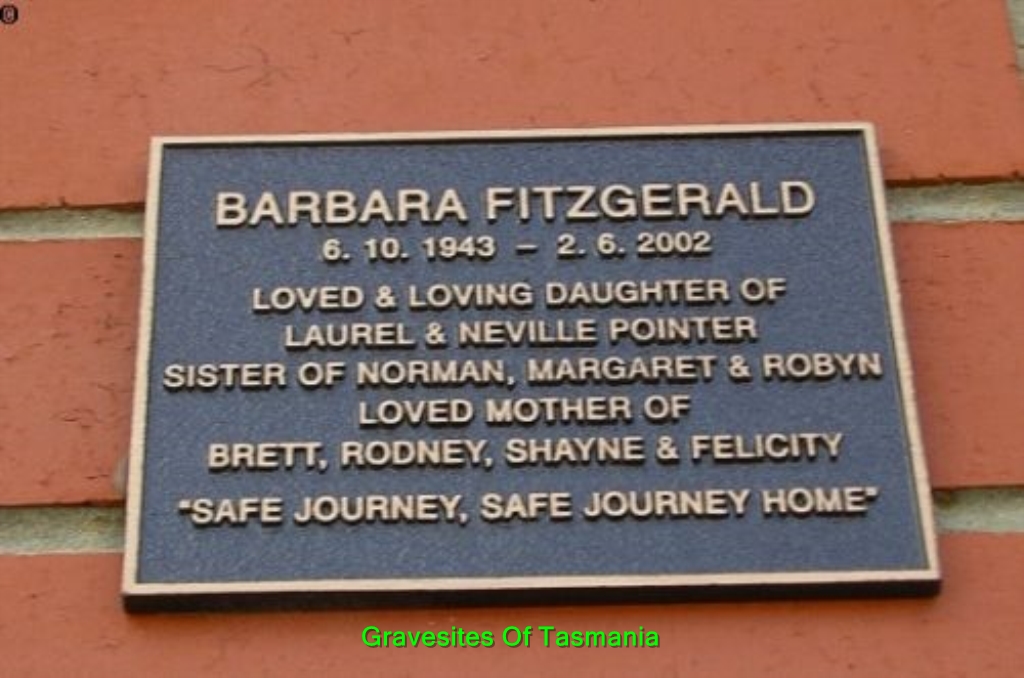 BARBARA FITZGERALD
6. 10. 1943 – 2. 6. 2002
LOVED & LOVING DAUGHTER OF
LAUREL & NEVILLE POINTER
SISTER OF NORMAN, MARGARET & ROBYN
LOVED MOTHER OF
BRETT, RODNEY, SHAYNE & FELICITY
"SAFE JOURNEY, SAFE JOURNEY HOME"
Gravesites Of Tasmania